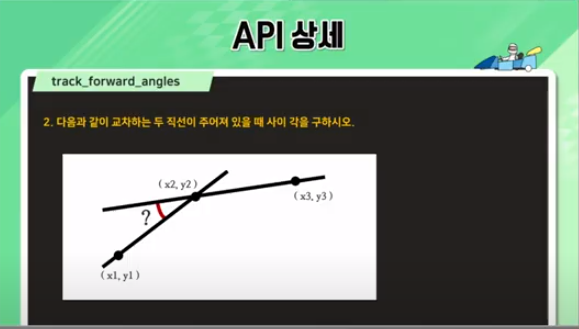 API 상세
track_forward_angles
2. 다음과 같이 교차하는 두 직선이 주어져 있을 때 사이 각을 구하시오.
( x2, y2 )
( x3, y3 )
?
( x1, y1 )